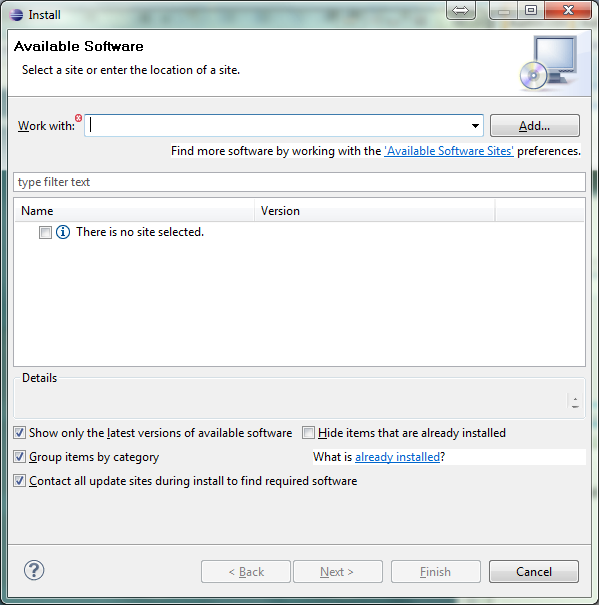 Install
Available Software
Select a site or enter the location of a site.
Work with:
Add...
Find more software by working with the 'Available Software Sites' preferences.
type filter text
Name Version
There is no site selected.
Details
Show only the latest versions of available software Hide items that are already installed
Group items by category What is already installed?
Contact all update sites during install to find required software
? < Back Next > Finish Cancel